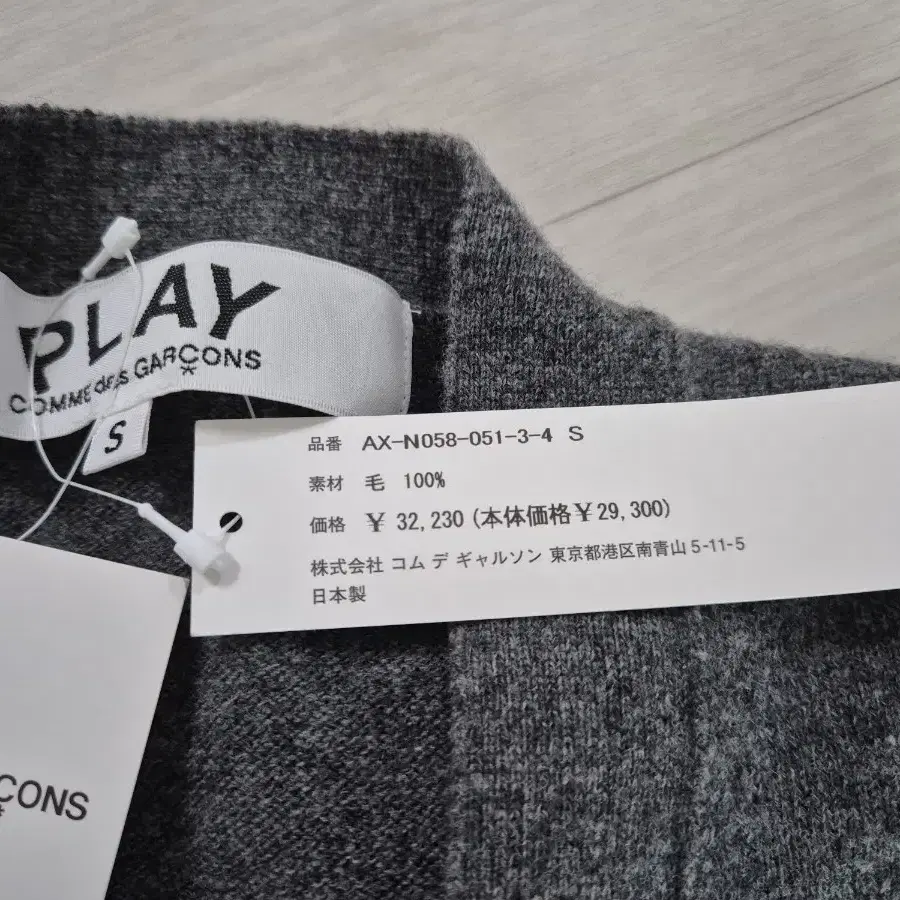 PLAY
COMME des GARÇONS
S
品番 AX-N058-051-3-4 S
素材 毛 100%
価格 ¥ 32,230 (本体価格¥29,300)
株式会社 コム デ ギャルソン 東京都港区南青山5-11-5
日本製
ÇONS